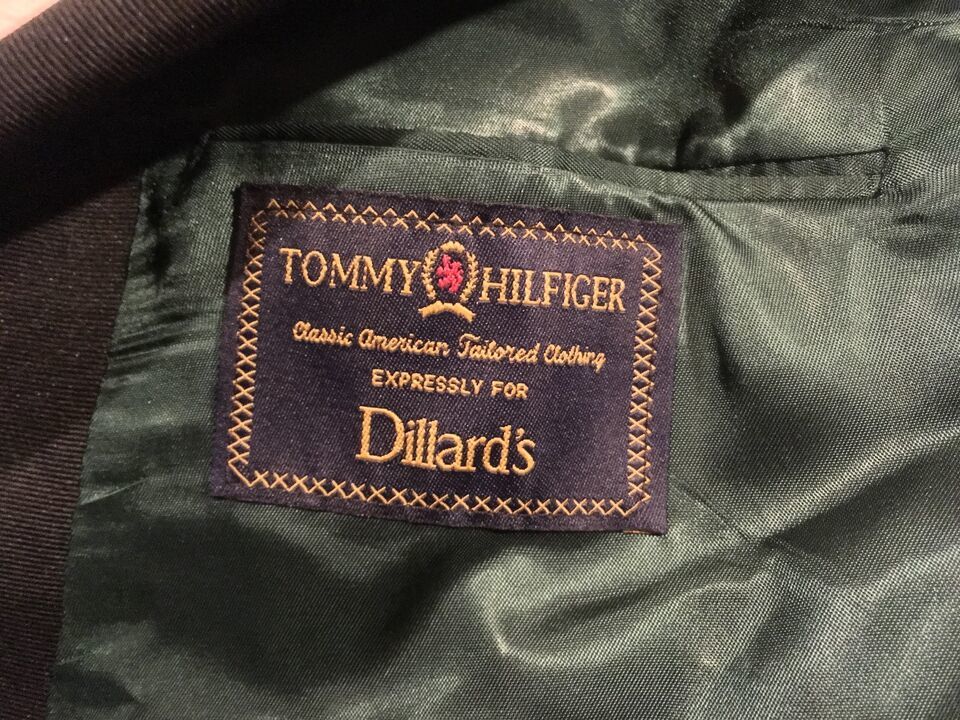 TOMMY HILFIGER
Classic American Tailored Clothing
EXPRESSLY FOR
Dillard's